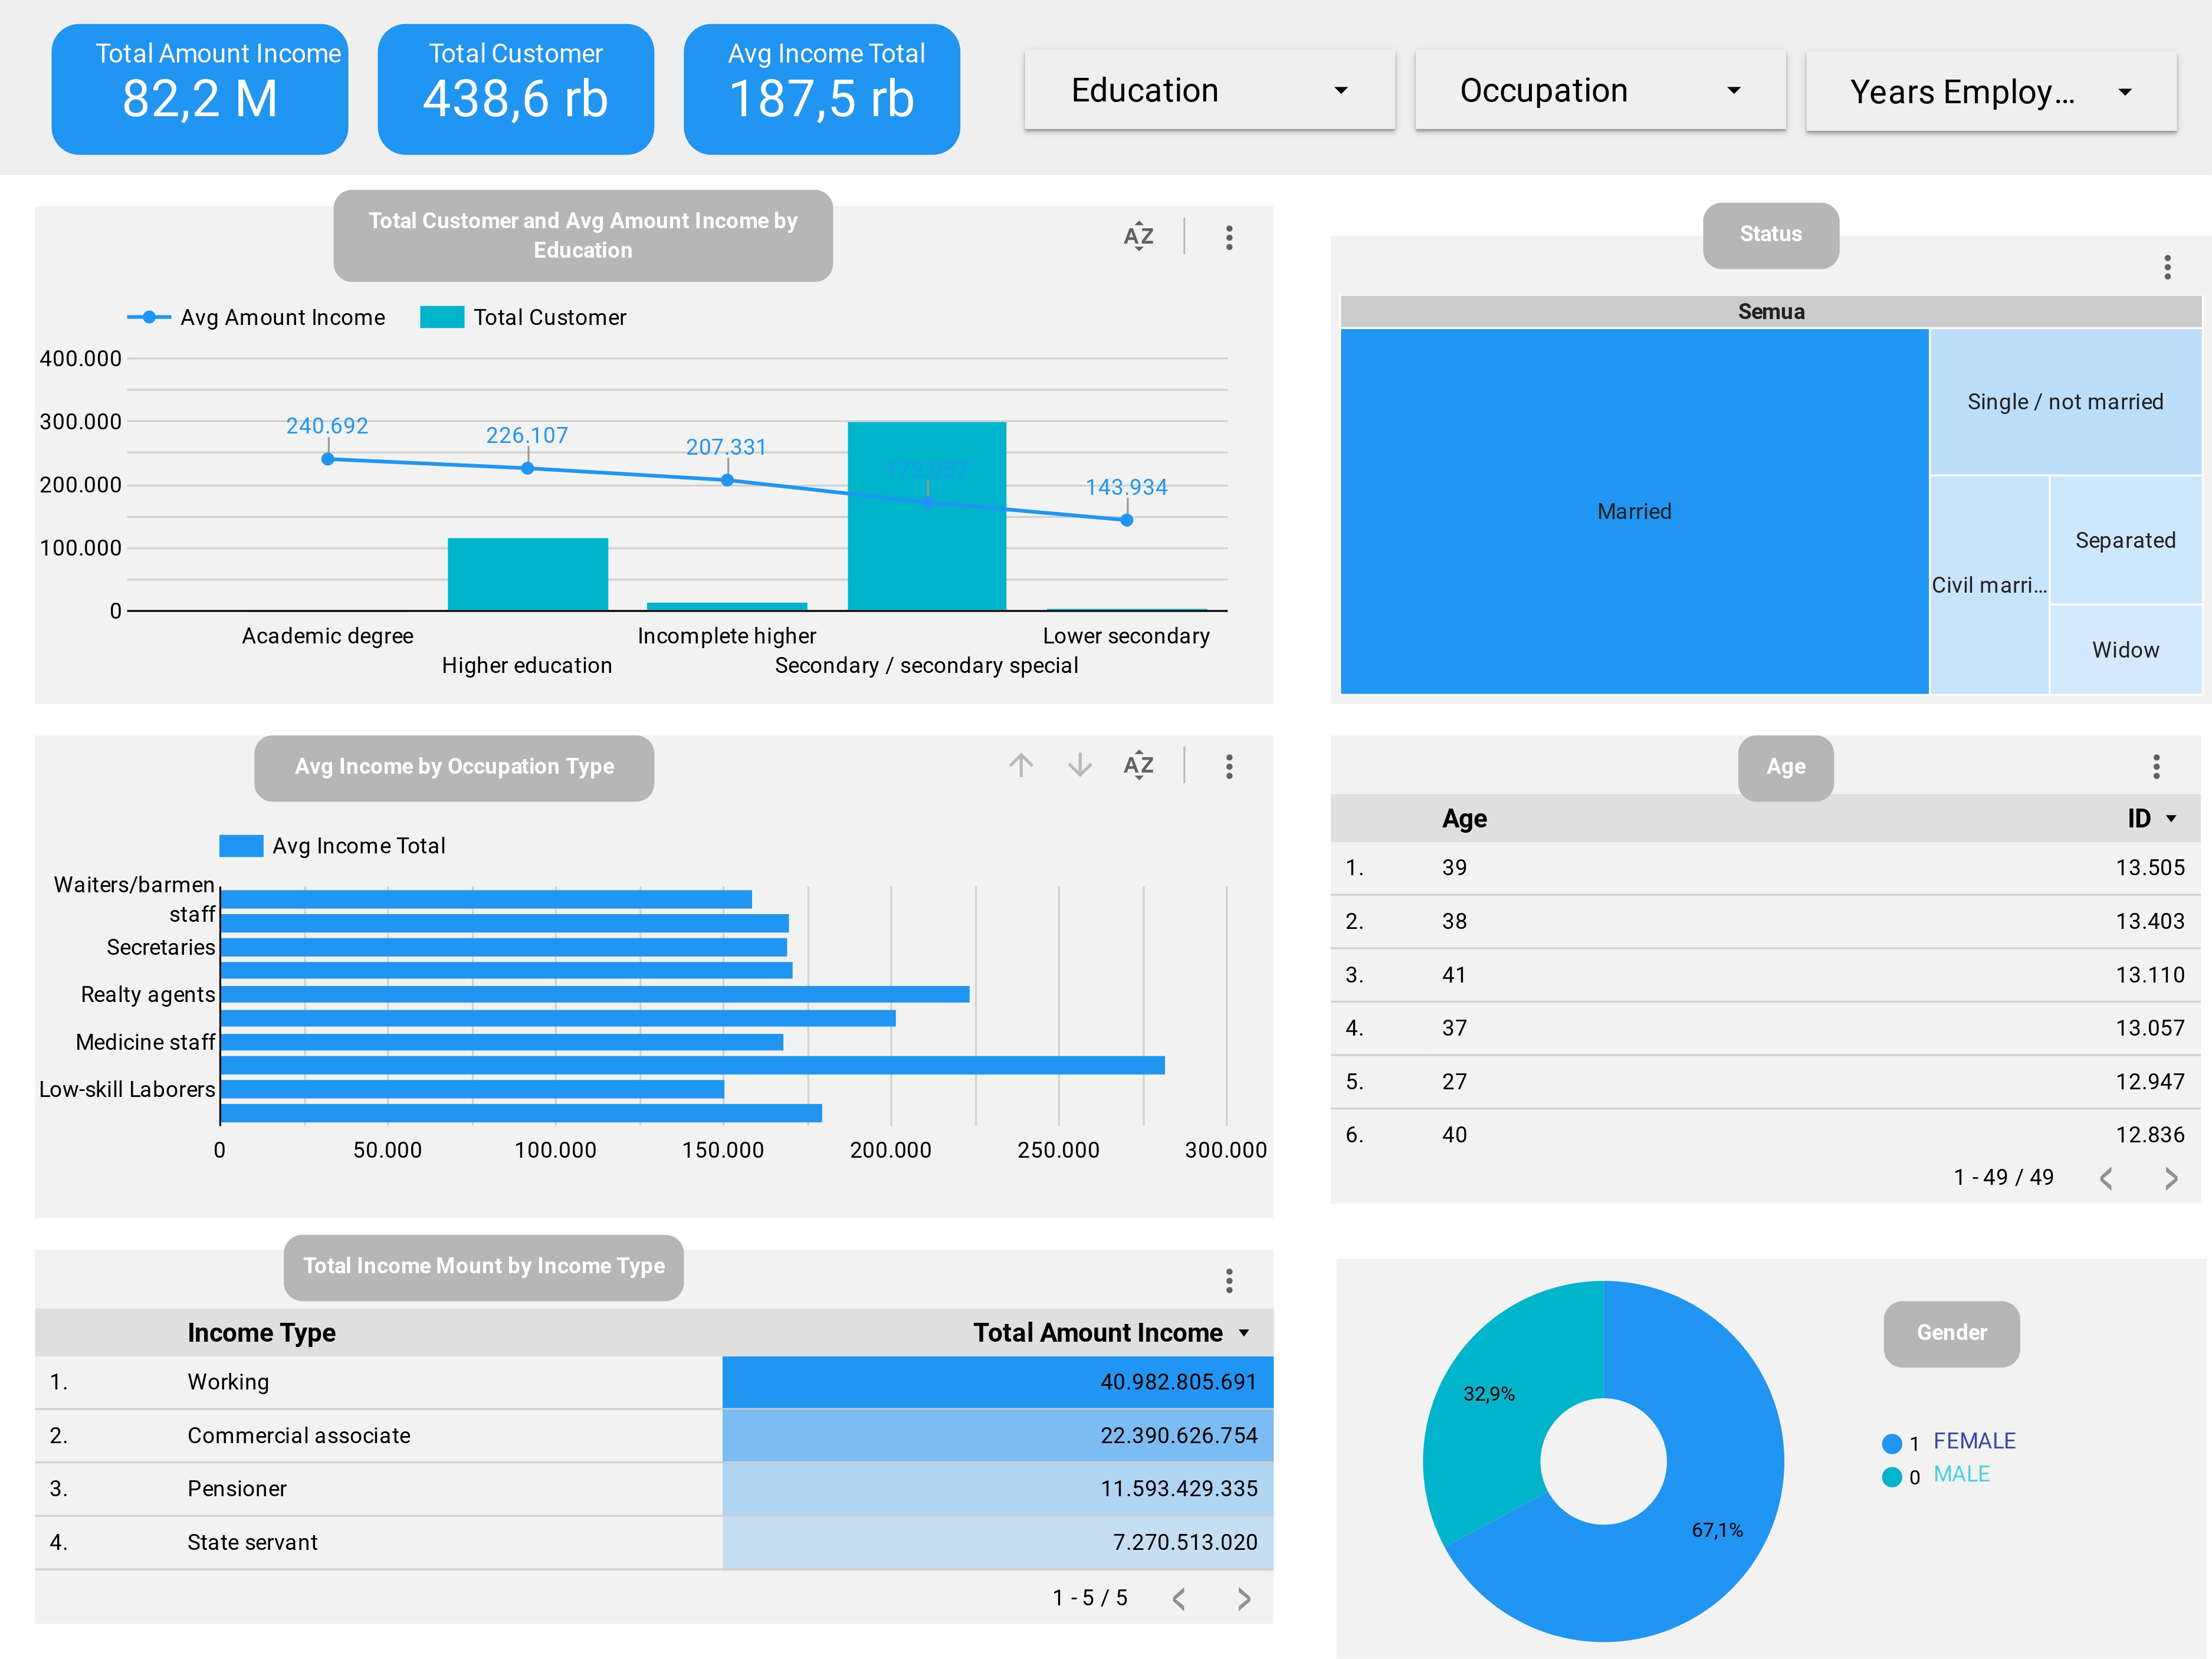 Total Amount Income
82,2 M
Total Customer
438,6 rb
Avg Income Total
187,5 rb
Education
Occupation
Years Employ...
Total Customer and Avg Amount Income by
Education
AZ
Avg Amount Income
Total Customer
400.000
300.000
200.000
100.000
0
240.692
226.107
207.331
172.057
143.934
Academic degree
Higher education
Incomplete higher
Secondary / secondary special
Lower secondary
Status
Semua
Married
Single / not married
Civil marri...
Separated
Widow
Avg Income by Occupation Type
AZ
Avg Income Total
Waiters/barmen
staff
Secretaries
Realty agents
Medicine staff
Low-skill Laborers
0 50.000 100.000 150.000 200.000 250.000 300.000
Age
Age ID
1. 39 13.505
2. 38 13.403
3. 41 13.110
4. 37 13.057
5. 27 12.947
6. 40 12.836
1 - 49 / 49
Total Income Mount by Income Type
Income Type Total Amount Income
1. Working 40.982.805.691
2. Commercial associate 22.390.626.754
3. Pensioner 11.593.429.335
4. State servant 7.270.513.020
1 - 5 / 5
Gender
32,9%
67,1%
1 FEMALE
0 MALE